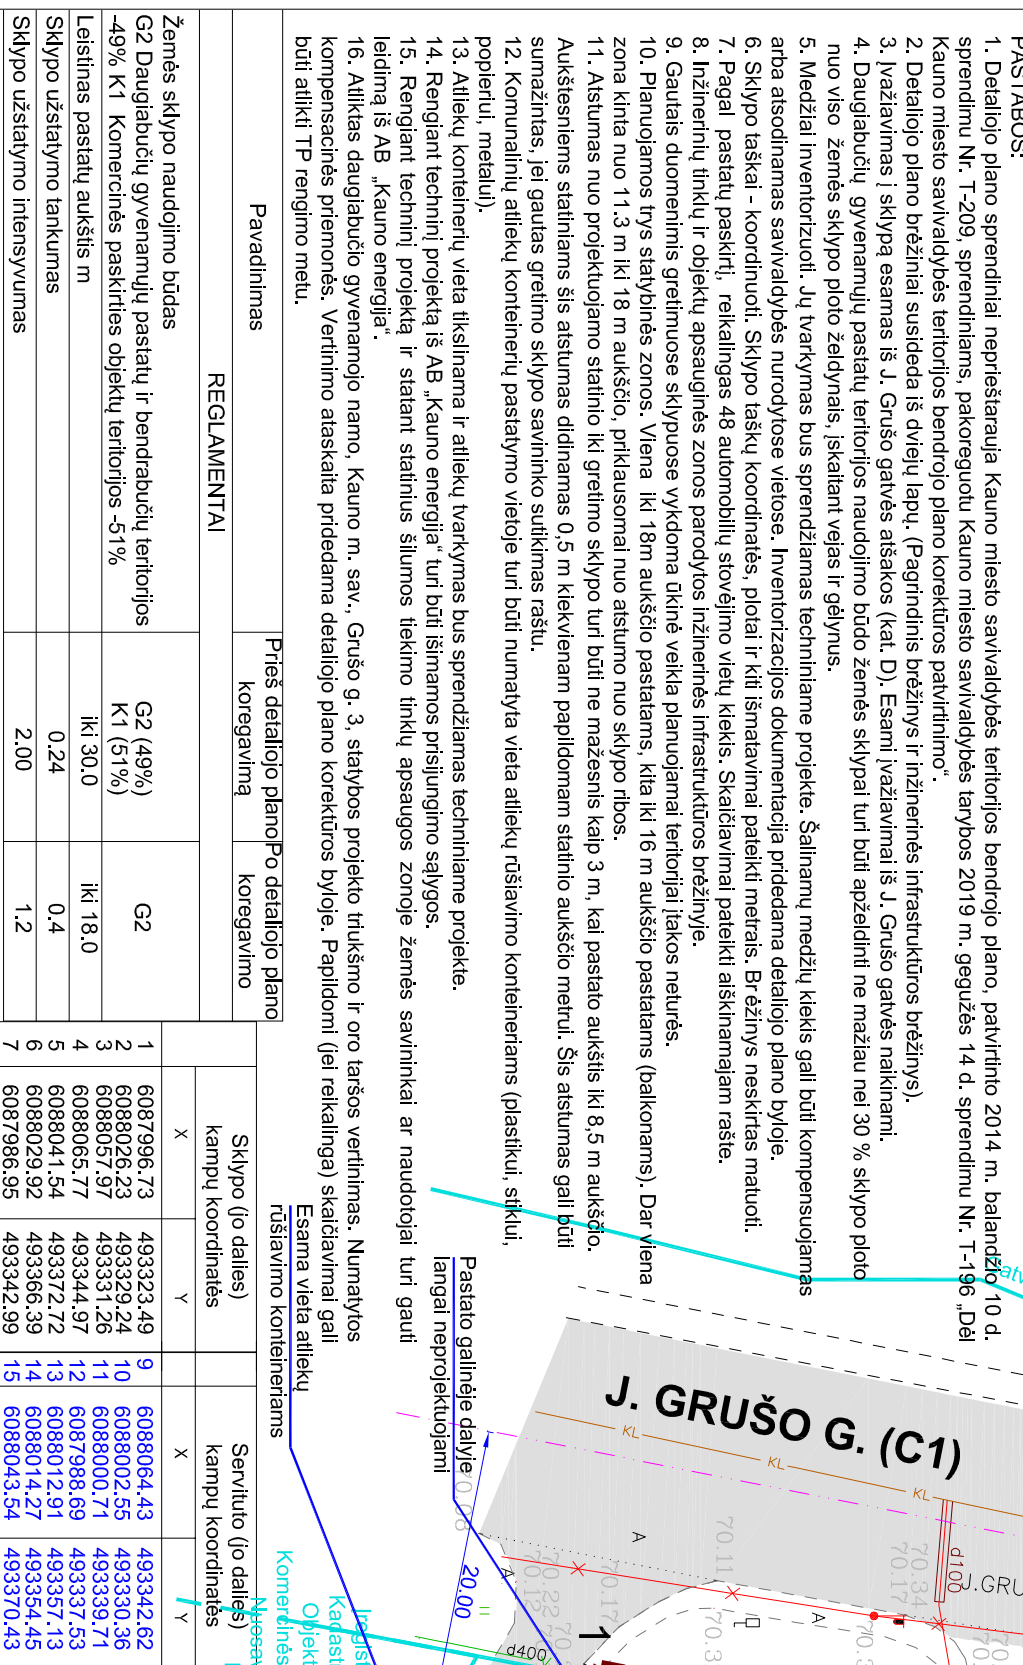 PASTABOS:
1. Detaliojo plano sprendiniai neprieštarauja Kauno miesto savivaldybės teritorijos bendrojo plano, patvirtinto 2014 m. balandžio 10 d.
sprendimu Nr. T-209, sprendiniams, pakoreguotu Kauno miesto savivaldybės tarybos 2019 m. gegužės 14 d. sprendimu Nr. T-196 „Dėl
Kauno miesto savivaldybės teritorijos bendrojo plano korektūros patvirtinimo“.
2. Detaliojo plano brėžiniai susideda iš dviejų lapų. (Pagrindinis brėžinys ir inžinerinės infrastruktūros brėžinys).
3. Įvažiavimas į sklypą esamas iš J. Grušo gatvės atšakos (kat. D). Esami įvažiavimai iš J. Grušo gatvės naikinami.
4. Daugiabučių gyvenamųjų pastatų teritorijos naudojimo būdo žemės sklypai turi būti apželdinti ne mažiau nei 30 % sklypo ploto
nuo viso žemės sklypo ploto želdynais, įskaitant vejas ir gėlynus.
5. Medžiai inventorizuoti. Jų tvarkymas bus sprendžiamas techniniame projekte. Šalinamų medžių kiekis gali būti kompensuojamas
arba atsodinamas savivaldybės nurodytose vietose. Inventorizacijos dokumentacija pridedama detaliojo plano byloje.
6. Sklypo taškai - koordinuoti. Sklypo taškų koordinatės, plotai ir kiti išmatavimai pateikti metrais. Brėžinys neskirtas matuoti.
7. Pagal pastatų paskirtį, reikalingas 48 automobilių stovėjimo vietų kiekis. Skaičiavimai pateikti aiškinamajam rašte.
8. Inžinerinių tinklų ir objektų apsauginės zonos parodytos inžinerinės infrastruktūros brėžinyje.
9. Gautais duomenimis gretimuose sklypuose vykdoma ūkinė veikla planuojamai teritorijai įtakos neturės.
10. Planuojamos trys statybinės zonos. Viena iki 18m aukščio pastatams, kita iki 16 m aukščio pastatams (balkonams). Dar viena
zona kinta nuo 11.3 m iki 18 m aukščio, priklausomai nuo atstumo nuo sklypo ribos.
11. Atstumas nuo projektuojamo statinio iki gretimo sklypo turi būti ne mažesnis kaip 3 m, kai pastato aukštis iki 8,5 m aukščio.
Aukštesniems statiniams šis atstumas didinamas 0,5 m kiekvienam papildomam statinio aukščio metrui. Šis atstumas gali būti
sumažintas, jei gautas gretimo sklypo savininko sutikimas raštu.
12. Komunalinių atliekų konteinerių pastatymo vietoje turi būti numatyta vieta atliekų rūšiavimo konteineriams (plastikui, stiklui,
popieriui, metalui).
13. Atliekų konteinerių vieta tikslinama ir atliekų tvarkymas bus sprendžiamas techniniame projekte.
14. Rengiant techninį projektą iš AB „Kauno energija“ turi būti išimamos prisijungimo sąlygos.
15. Rengiant techninį projektą ir statant statinius šilumos tiekimo tinklų apsaugos zonoje žemės savininkai ar naudotojai turi gauti
leidimą iš AB „Kauno energija“.
16. Atliktas daugiabučio gyvenamojo namo, Kauno m. sav., Grušo g. 3, statybos projekto triukšmo ir oro taršos vertinimas. Numatytos
kompensacinės priemonės. Vertinimo ataskaita pridedama detaliojo plano korektūros byloje. Papildomi (jei reikalinga) skaičiavimai gali
būti atlikti TP rengimo metu.
REGLAMENTAI
Pavadinimas Prieš detaliojo plano koregavimą Po detaliojo plano koregavimo
Žemės sklypo naudojimo būdas
G2 Daugiabučių gyvenamųjų pastatų ir bendrabučių teritorijos
-49% K1 Komercinės paskirties objektų teritorijos -51%
G2 (49%)
K1 (51%)
G2
Leistinas pastatų aukštis m iki 30.0 iki 18.0
Sklypo užstatymo tankumas 0.24 0.4
Sklypo užstatymo intensyvumas 2.00 1.2
Sklypo (jo dalies)
kampų koordinatės
X Y
1 6087996.73 493323.49
2 6088026.23 493329.24
3 6088057.97 493331.26
4 6088065.77 493344.97
5 6088041.54 493372.72
6 6088029.92 493366.39
7 6087986.95 493342.99
Servituto (jo dalies)
kampų koordinatės
X Y
9 6088064.43 493342.62
10 6088002.55 493330.36
11 6088000.71 493339.71
12 6087988.69 493337.53
13 6088012.91 493357.13
14 6088014.27 493354.45
15 6088043.54 493370.43
Esama vieta atliekų
rūšiavimo konteineriams
Pastato galinėje dalyje
langai neprojektuojami
J. GRUŠO G. (C1)
KL
KL
KL
A
A
A
70.08
20.00
70.11
70.34
70.17
70.22
70.12
70.17
70.3
d100
d400
J.GRU
1
Komercinės
Objekt
Kadast